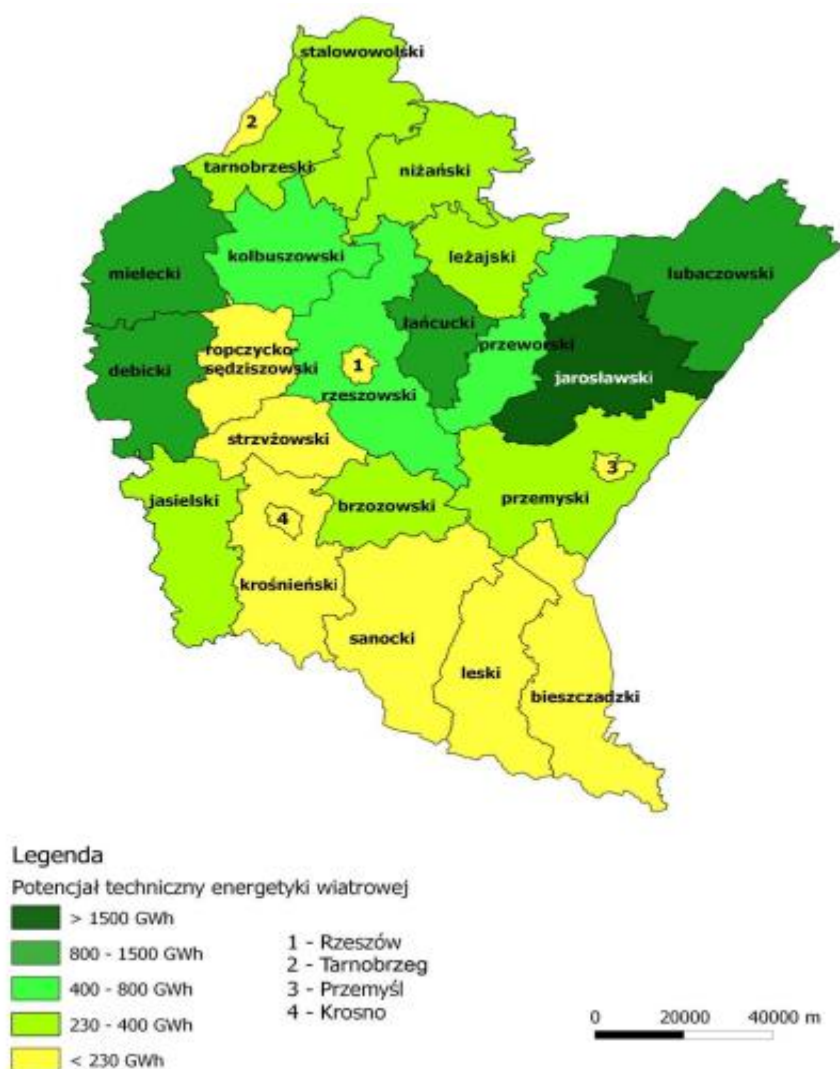 stalowowolski
2
tarnobrzeski
niżański
kolbuszowski
leżajski
lubaczowski
mielecki
łańcucki
ropczycko-
sędziszowski
przeworski
debicki
1
jarosławski
rzeszowski
strzyżowski
3
jasielski
brzozowski
przemyski
4
krośnieński
sanocki
leski
bieszczadzki
Legenda
Potencjał techniczny energetyki wiatrowej
> 1500 GWh
800 - 1500 GWh
400 - 800 GWh
230 - 400 GWh
< 230 GWh
1 - Rzeszów
2 - Tarnobrzeg
3 - Przemyśl
4 - Krosno
0 20000 40000 m